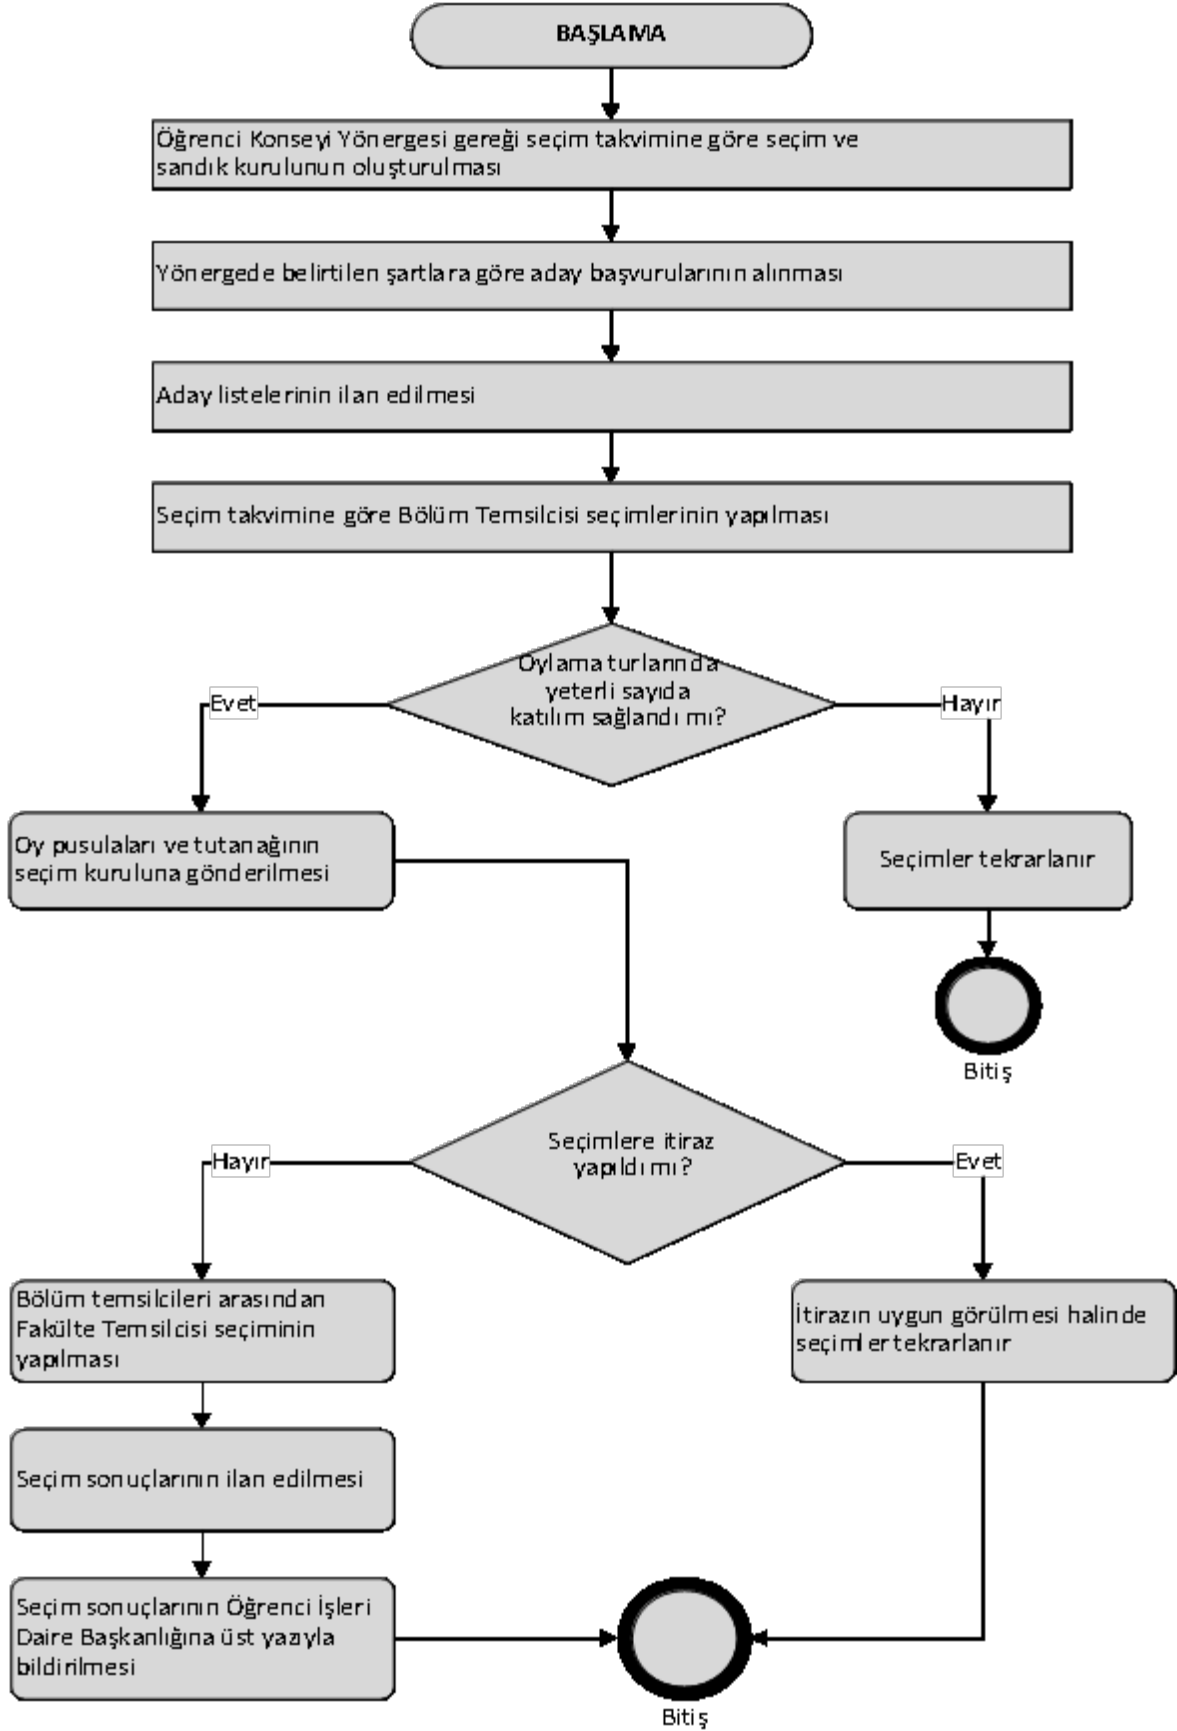 BAŞLAMA
Öğrenci Konseyi Yönergesi gereği seçim takvimine göre seçim ve
sandık kurulunun oluşturulması
Yönergede belirtilen şartlara göre aday başvurularının alınması
Aday listelerinin ilan edilmesi
Seçim takvimine göre Bölüm Temsilcisi seçimlerinin yapılması
Oylama turlarında
yeterli sayıda
katılım sağlandı mı?
Evet
Hayır
Oy pusulaları ve tutanağının
seçim kuruluna gönderilmesi
Seçimler tekrarlanır
Bitiş
Seçimlere itiraz
yapıldı mı?
Hayır
Evet
Bölüm temsilcileri arasından
Fakülte Temsilcisi seçiminin
yapılması
İtirazın uygun görülmesi halinde
seçimler tekrarlanır
Seçim sonuçlarının ilan edilmesi
Seçim sonuçlarının Öğrenci İşleri
Daire Başkanlığına üst yazıyla
bildirilmesi
Bitiş